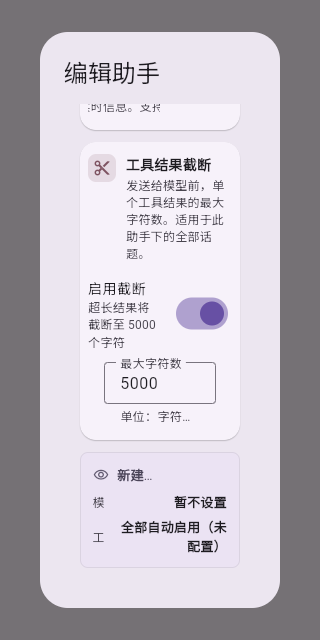 编辑助手
的信息。支持
工具结果截断
发送给模型前，单
个工具结果的最大
字符数。适用于此
助手下的全部话
题。
启用截断
超长结果将
截断至 5000
个字符
最大字符数
5000
单位：字符...
新建...
模
暂不设置
工
全部自动启用（未
配置）